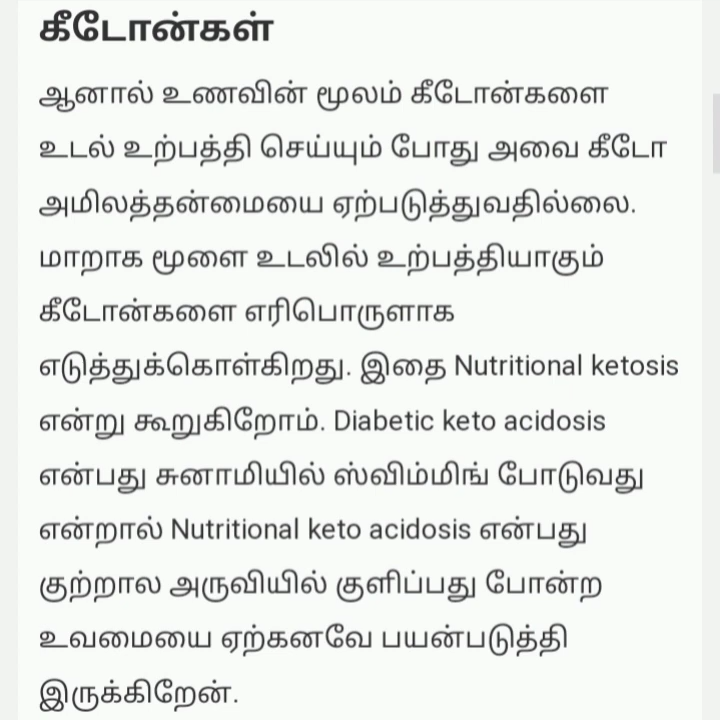 கீடோன்கள்
ஆனால் உணவின் மூலம் கீடோன்களை
உடல் உற்பத்தி செய்யும் போது அவை கீடோ
அமிலத்தன்மையை ஏற்படுத்துவதில்லை.
மாறாக மூளை உடலில் உற்பத்தியாகும்
கீடோன்களை எரிபொருளாக
எடுத்துக்கொள்கிறது. இதை Nutritional ketosis
என்று கூறுகிறோம். Diabetic keto acidosis
என்பது சுனாமியில் ஸ்விம்மிங் போடுவது
என்றால் Nutritional keto acidosis என்பது
குற்றால அருவியில் குளிப்பது போன்ற
உவமையை ஏற்கனவே பயன்படுத்தி
இருக்கிறேன்.